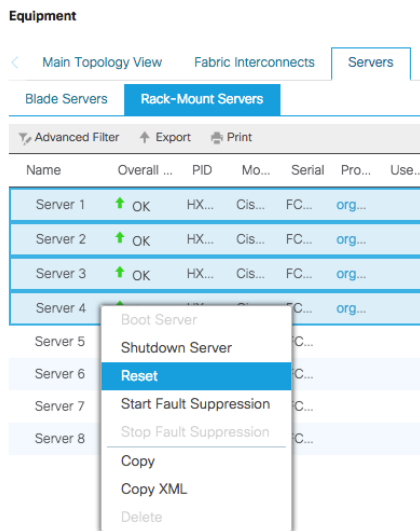 Equipment
Main Topology View Fabric Interconnects Servers
Blade Servers Rack-Mount Servers
Advanced Filter Export Print
Name Overall ... PID Mo... Serial Pro... Use...
Server 1 OK HX... Cis... FC... org...
Server 2 OK HX... Cis... FC... org...
Server 3 OK HX... Cis... FC... org...
Server 4 FC... org...
Boot Server
Server 5 Shutdown Server C...
Server 6 Reset C...
Server 7 Start Fault Suppression C...
Server 8 Stop Fault Suppression C...
Copy
Copy XML
Delete